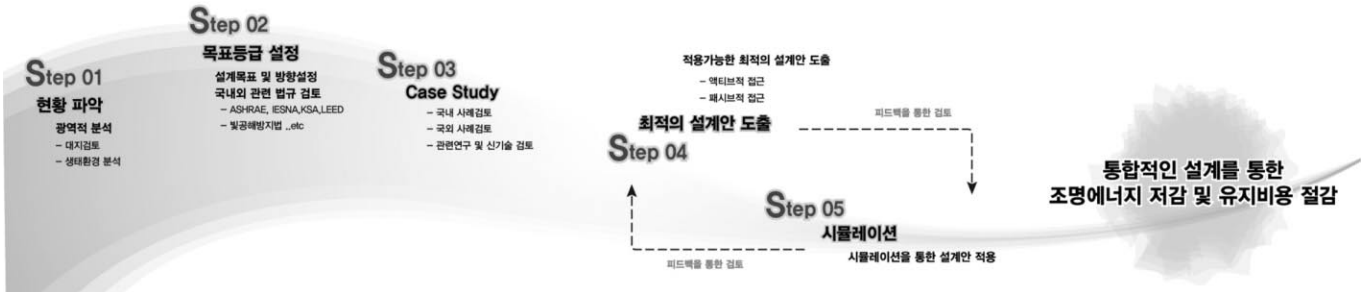 Step 01
현황 파악
광역적 분석
– 대지검토
– 생태환경 분석
Step 02
목표등급 설정
설계목표 및 방향설정
국내외 관련 법규 검토
– ASHRAE, IESNA,KSA,LEED
– 빛공해방지법 ..etc
Step 03
Case Study
– 국내 사례검토
– 국외 사례검토
– 관련연구 및 신기술 검토
적용가능한 최적의 설계안 도출
– 액티브적 접근
– 패시브적 접근
최적의 설계안 도출
Step 04
피드백을 통한 검토
Step 05
시뮬레이션
시뮬레이션을 통한 설계안 적용
피드백을 통한 검토
통합적인 설계를 통한
조명에너지 저감 및 유지비용 절감